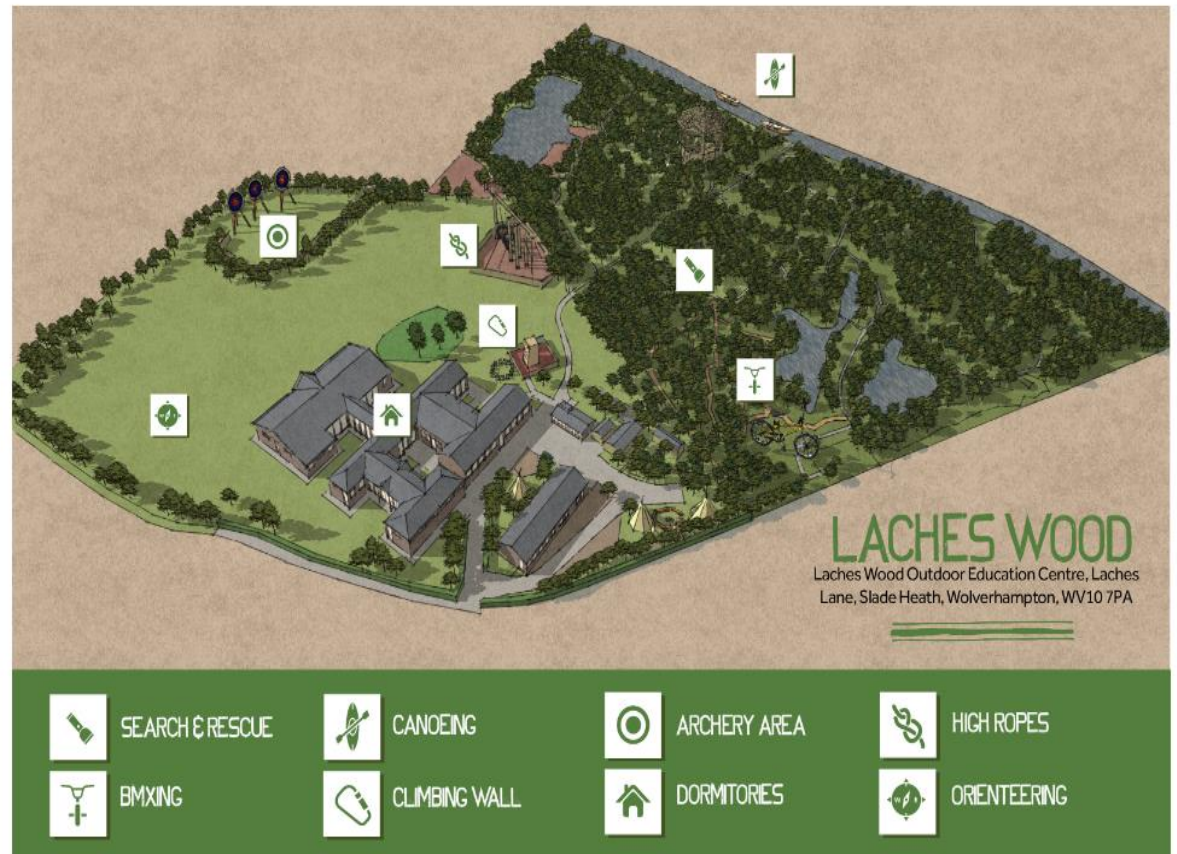 LACHES WOOD
Laches Wood Outdoor Education Centre, Laches
Lane, Slade Heath, Wolverhampton, WV10 7PA
SEARCH & RESCUE
CANOEING
ARCHERY AREA
HIGH ROPES
BMXING
CLIMBING WALL
DORMITORIES
ORIENTEERING